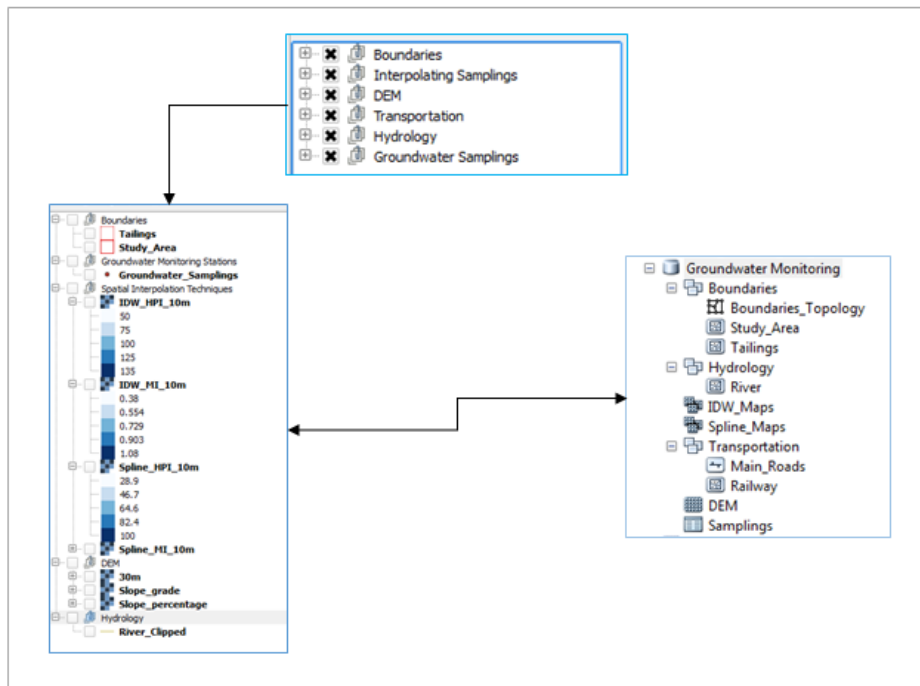 Boundaries
Interpolating Samplings
DEM
Transportation
Hydrology
Groundwater Samplings
Boundaries
Tailings
Study_Area
Groundwater Monitoring Stations
Groundwater_Samplings
Spatial Interpolation Techniques
IDW_HPI_10m
50
75
100
125
135
IDW_MI_10m
0.38
0.554
0.729
0.903
1.08
Spline_HPI_10m
28.9
46.7
64.6
82.4
100
Spline_MI_10m
DEM
30m
Slope_grade
Slope_percentage
Hydrology
River_Clipped
Groundwater Monitoring
Boundaries
Boundaries_Topology
Study_Area
Tailings
Hydrology
River
IDW_Maps
Spline_Maps
Transportation
Main_Roads
Railway
DEM
Samplings